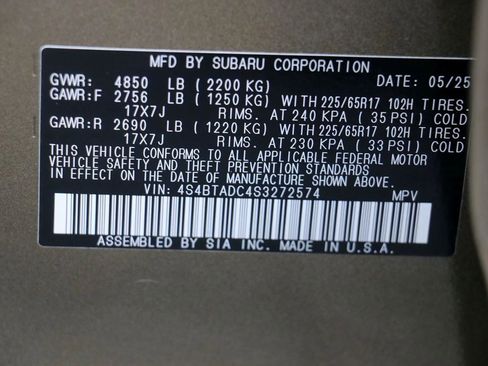 MFD BY SUBARU CORPORATION
GVWR: 4850 LB (2200 KG) DATE: 05/25
GAWR:F 2756 LB (1250 KG) WITH 225/65R17 102H TIRES.
17X7J RIMS. AT 240 KPA (35 PSI) COLD
GAWR:R 2690 LB (1220 KG) WITH 225/65R17 102H TIRES.
17X7J RIMS. AT 230 KPA (33 PSI) COLD
THIS VEHICLE CONFORMS TO ALL APPLICABLE FEDERAL MOTOR
VEHICLE SAFETY AND THEFT PREVENTION STANDARDS
IN EFFECT ON THE DATE OF MANUFACTURE SHOWN ABOVE.
VIN: 4S4BTADC4S3272574 MPV
ASSEMBLED BY SIA INC. MADE IN U.S.A.